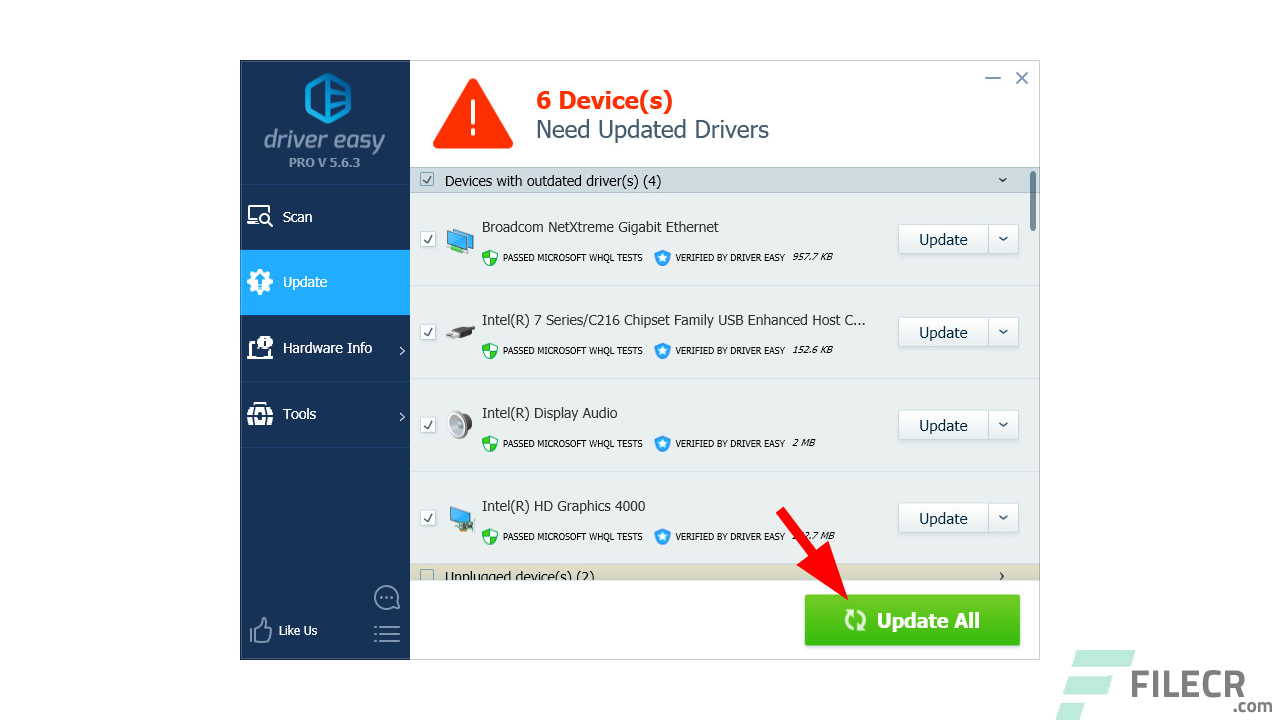 6 Device(s)
Need Updated Drivers
driver easy
PRO V 5.6.3
Scan
Update
Hardware Info
Tools
Like Us
Devices with outdated driver(s) (4)
Broadcom NetXtreme Gigabit Ethernet
PASSED MICROSOFT WHQL TESTS VERIFIED BY DRIVER EASY 957.7 KB
Update
Intel(R) 7 Series/C216 Chipset Family USB Enhanced Host C...
PASSED MICROSOFT WHQL TESTS VERIFIED BY DRIVER EASY 152.6 KB
Update
Intel(R) Display Audio
PASSED MICROSOFT WHQL TESTS VERIFIED BY DRIVER EASY 2 MB
Update
Intel(R) HD Graphics 4000
PASSED MICROSOFT WHQL TESTS VERIFIED BY DRIVER EASY MB
Update
Unplugged device(s) (2)
Update All
FILECR
.com